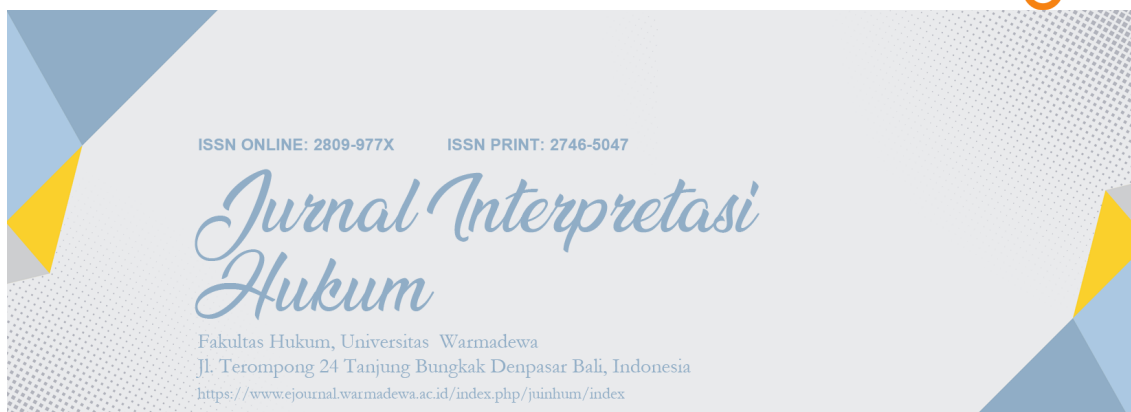 ISSN ONLINE: 2809-977X ISSN PRINT: 2746-5047
Jurnal Interpretasi
Hukum
Fakultas Hukum, Universitas Warmadewa
Jl. Terompong 24 Tanjung Bungkak Denpasar Bali, Indonesia
https://www.ejournal.warmadewa.ac.id/index.php/juinhum/index